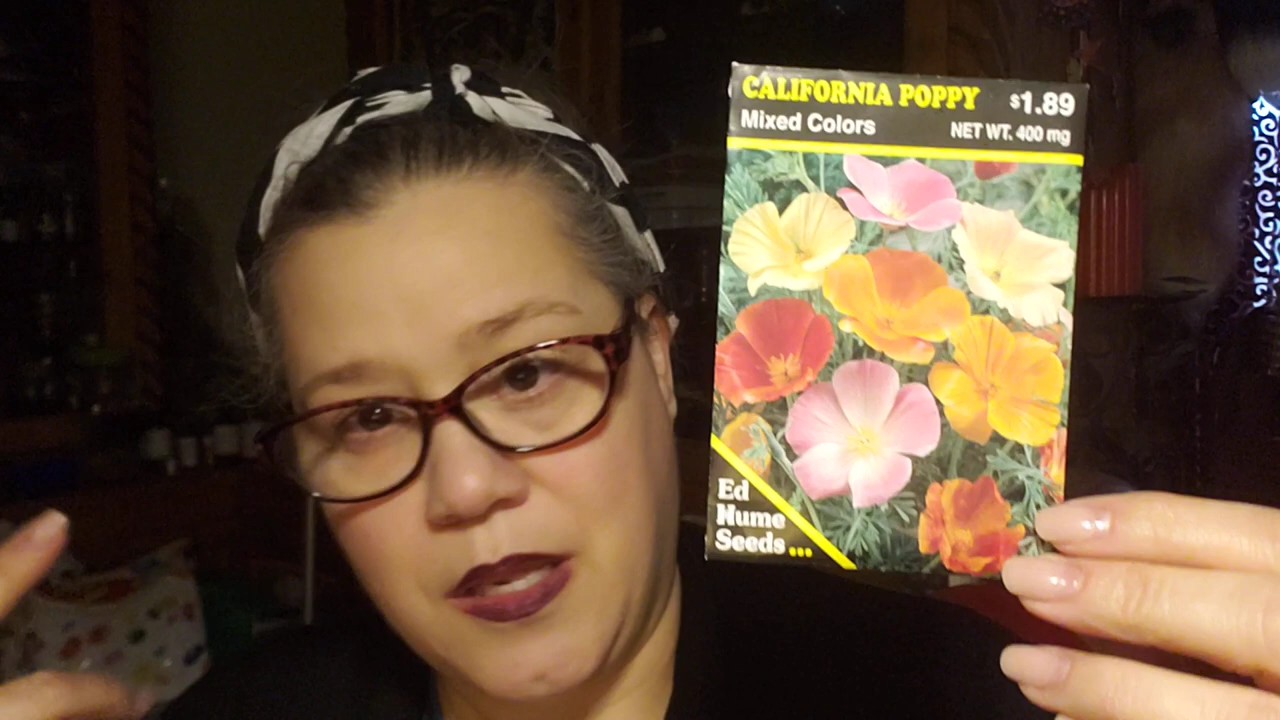 CALIFORNIA POPPY $1.89
Mixed Colors NET WT. 400 mg
Ed
Hume
Seeds...